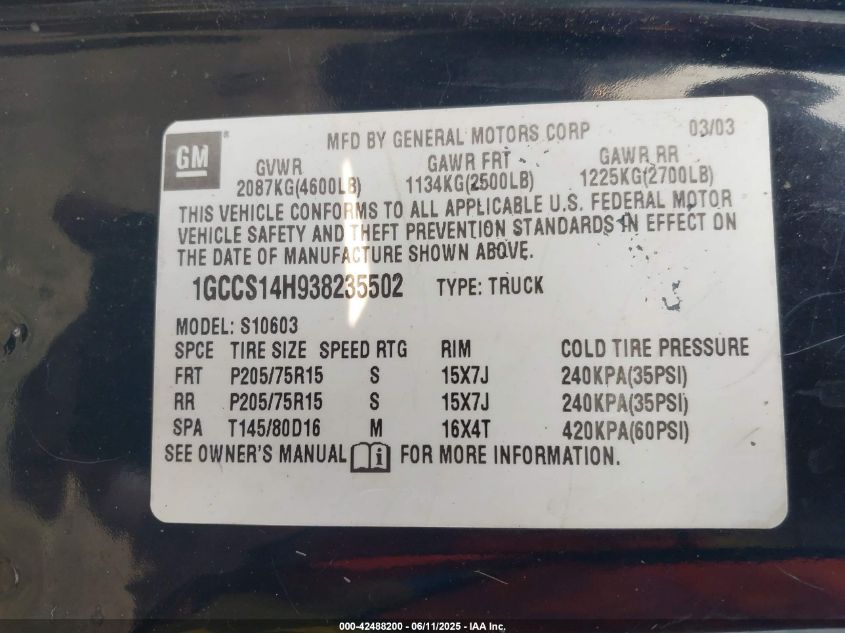 GM® MFD BY GENERAL MOTORS CORP 03/03
GVWR GAWR FRT GAWR RR
2087KG(4600LB) 1134KG(2500LB) 1225KG(2700LB)
THIS VEHICLE CONFORMS TO ALL APPLICABLE U.S. FEDERAL MOTOR
VEHICLE SAFETY AND THEFT PREVENTION STANDARDS IN EFFECT ON
THE DATE OF MANUFACTURE SHOWN ABOVE.
1GCCS14H938235502 TYPE: TRUCK
MODEL: S10603
SPCE TIRE SIZE SPEED RTG RIM COLD TIRE PRESSURE
FRT P205/75R15 S 15X7J 240KPA(35PSI)
RR P205/75R15 S 15X7J 240KPA(35PSI)
SPA T145/80D16 M 16X4T 420KPA(60PSI)
SEE OWNER'S MANUAL FOR MORE INFORMATION.
000-42488200 - 06/11/2025 - IAA Inc.